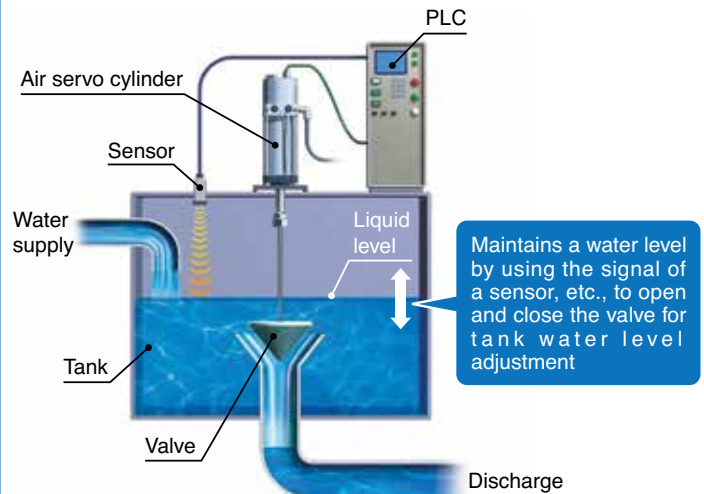 PLC
Air servo cylinder
Sensor
Water
supply
Liquid
level
Maintains a water level
by using the signal of
a sensor, etc., to open
and close the valve for
tank water level
adjustment
Tank
Valve
Discharge